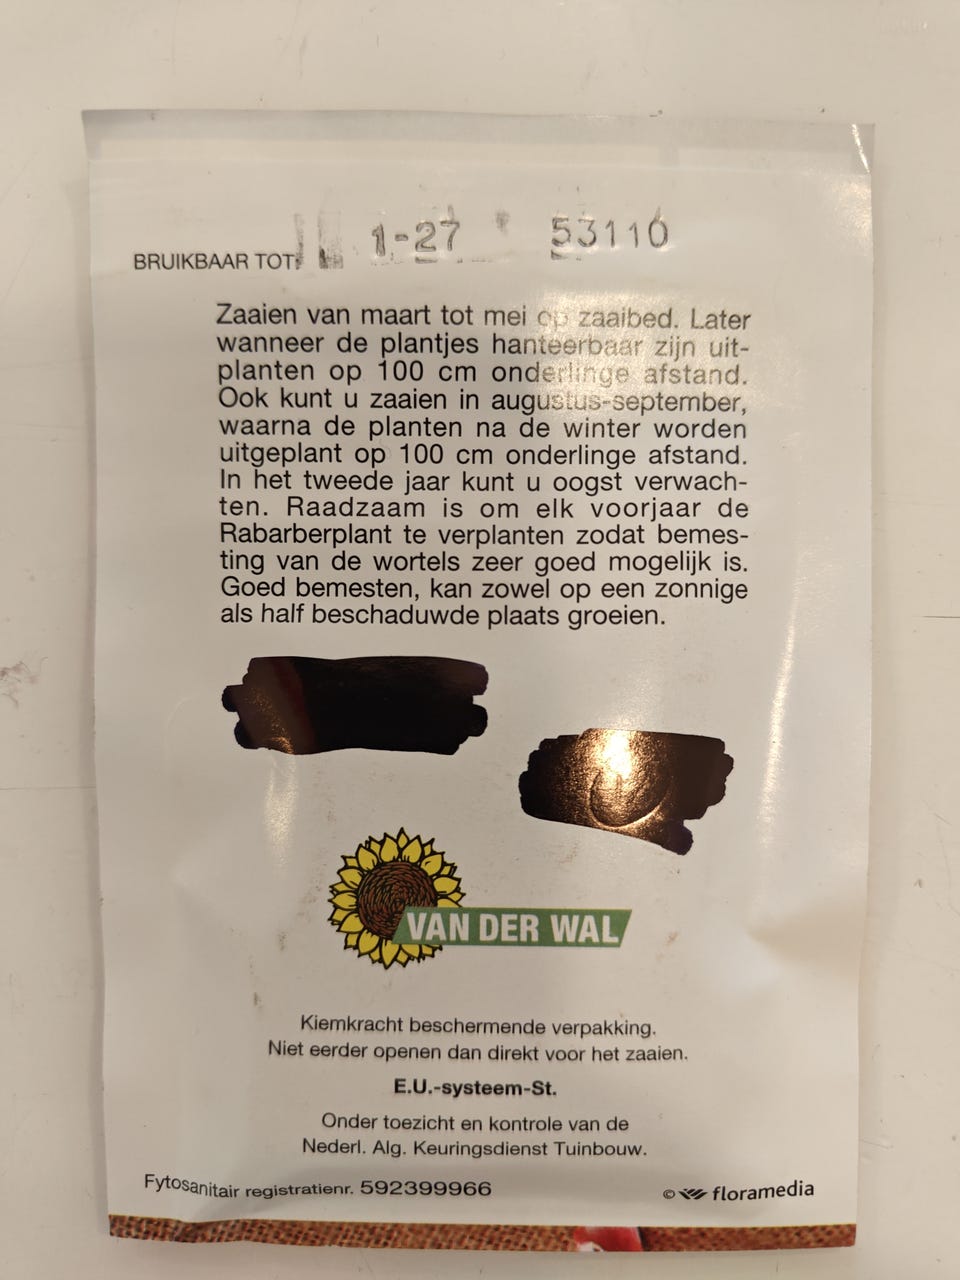 BRUIKBAAR TOT: 1-27 53110
Zaaien van maart tot mei op zaaibed. Later
wanneer de plantjes hanteerbaar zijn uit-
planten op 100 cm onderlinge afstand.
Ook kunt u zaaien in augustus-september,
waarna de planten na de winter worden
uitgeplant op 100 cm onderlinge afstand.
In het tweede jaar kunt u oogst verwach-
ten. Raadzaam is om elk voorjaar de
Rabarberplant te verplanten zodat bemes-
ting van de wortels zeer goed mogelijk is.
Goed bemesten, kan zowel op een zonnige
als half beschaduwde plaats groeien.
VAN DER WAL
Kiemkracht beschermende verpakking.
Niet eerder openen dan direkt voor het zaaien.
E.U.-systeem-St.
Onder toezicht en kontrole van de
Nederl. Alg. Keuringsdienst Tuinbouw.
Fytosanitair registratienr. 592399966
© floramedia